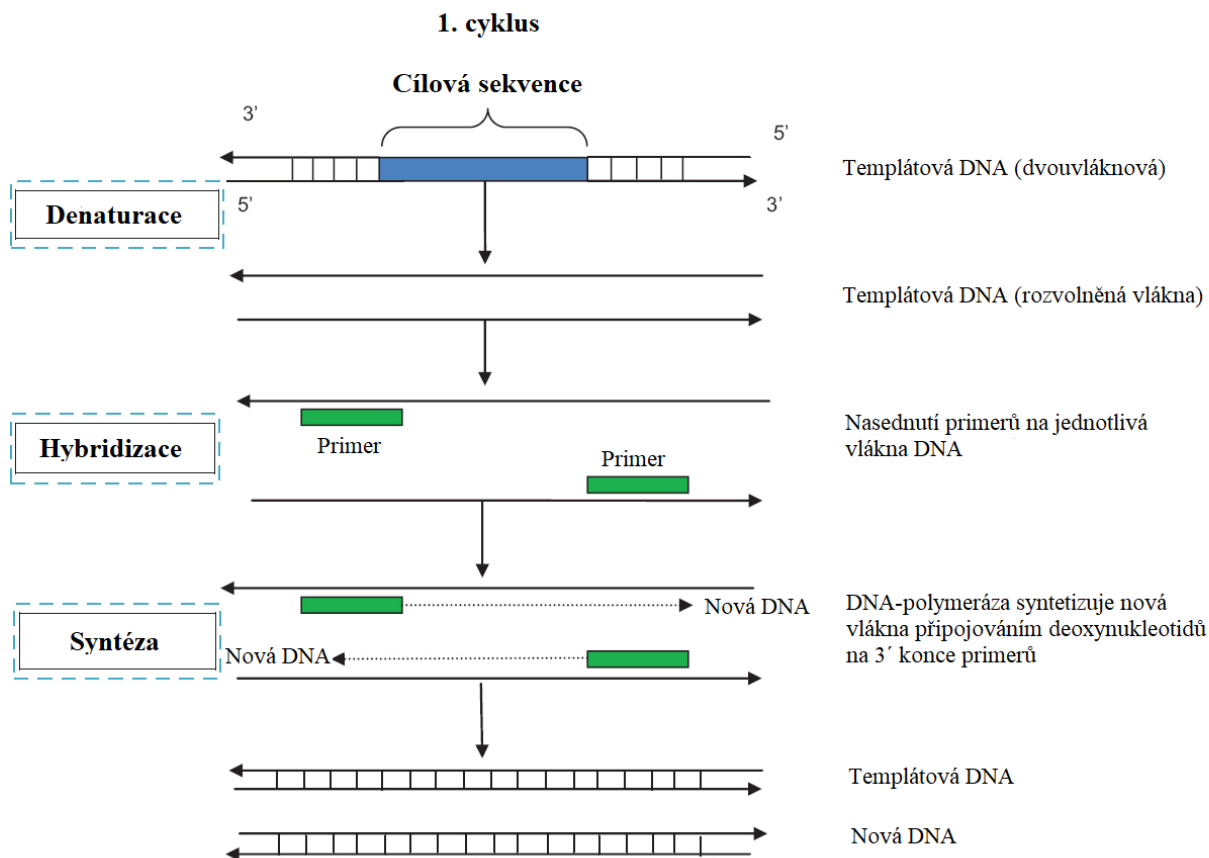 1. cyklus
Cílová sekvence
3’
5’
Templátová DNA (dvouvláknová)
Denaturace
5’
3’
Templátová DNA (rozvolněná vlákna)
Hybridizace
Primer
Primer
Nasednutí primerů na jednotlivá
vlákna DNA
Syntéza
Nová DNA
Nová DNA
DNA-polymeráza syntetizuje nová
vlákna připojováním deoxynukleotidů
na 3´ konce primerů
Templátová DNA
Nová DNA